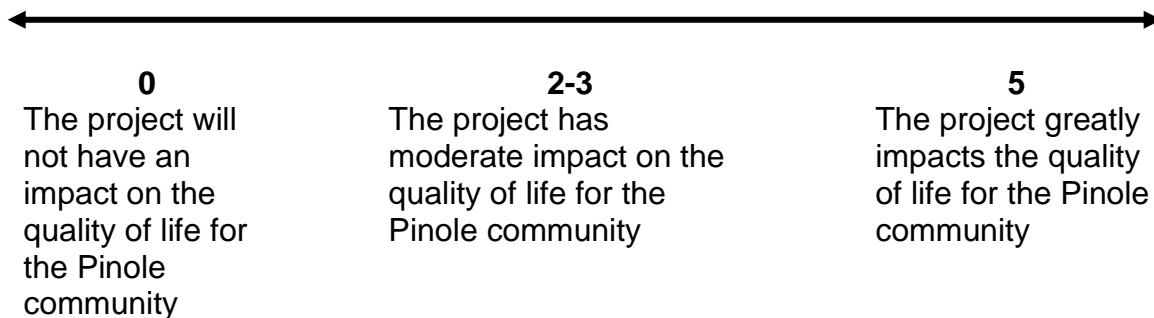 0
The project will
not have an
impact on the
quality of life for
the Pinole
community
2-3
The project has
moderate impact on the
quality of life for the
Pinole community
5
The project greatly
impacts the quality
of life for the Pinole
community